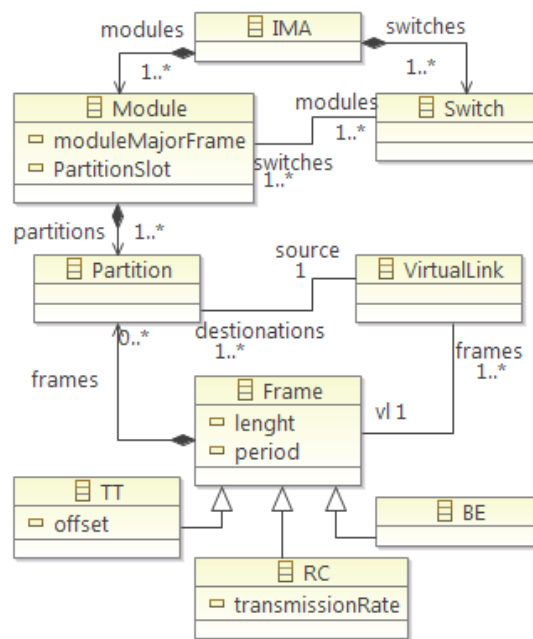 IMA
modules
switches
1..*
1..*
Module
moduleMajorFrame
PartitionSlot
modules
1..*
Switch
switches
1..*
partitions
1..*
Partition
source
1
VirtualLink
destionations
1..*
0..*
frames
frames
1..*
Frame
lenght
period
vl 1
TT
offset
BE
RC
transmissionRate